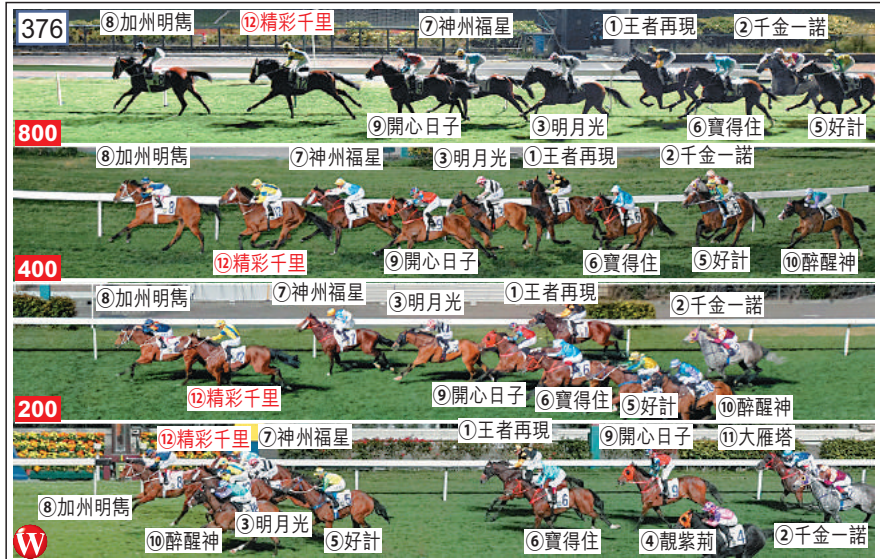 376
⑧加州明雋 ⑫精彩千里 ⑦神州福星 ①王者再現 ②千金一諾
⑨開心日子 ③明月光 ⑥寶得住 ⑤好計
800
⑧加州明雋 ⑦神州福星 ③明月光 ①王者再現 ②千金一諾
⑫精彩千里 ⑨開心日子 ⑥寶得住 ⑤好計 ⑩醉醒神
400
⑧加州明雋 ⑦神州福星 ③明月光 ①王者再現 ②千金一諾
⑫精彩千里 ⑨開心日子 ⑥寶得住 ⑤好計 ⑩醉醒神
200
⑫精彩千里 ⑦神州福星 ①王者再現 ⑨開心日子 ⑪大雁塔
⑧加州明雋 ⑩醉醒神 ③明月光 ⑤好計 ⑥寶得住 ④靚紫荊 ②千金一諾
W